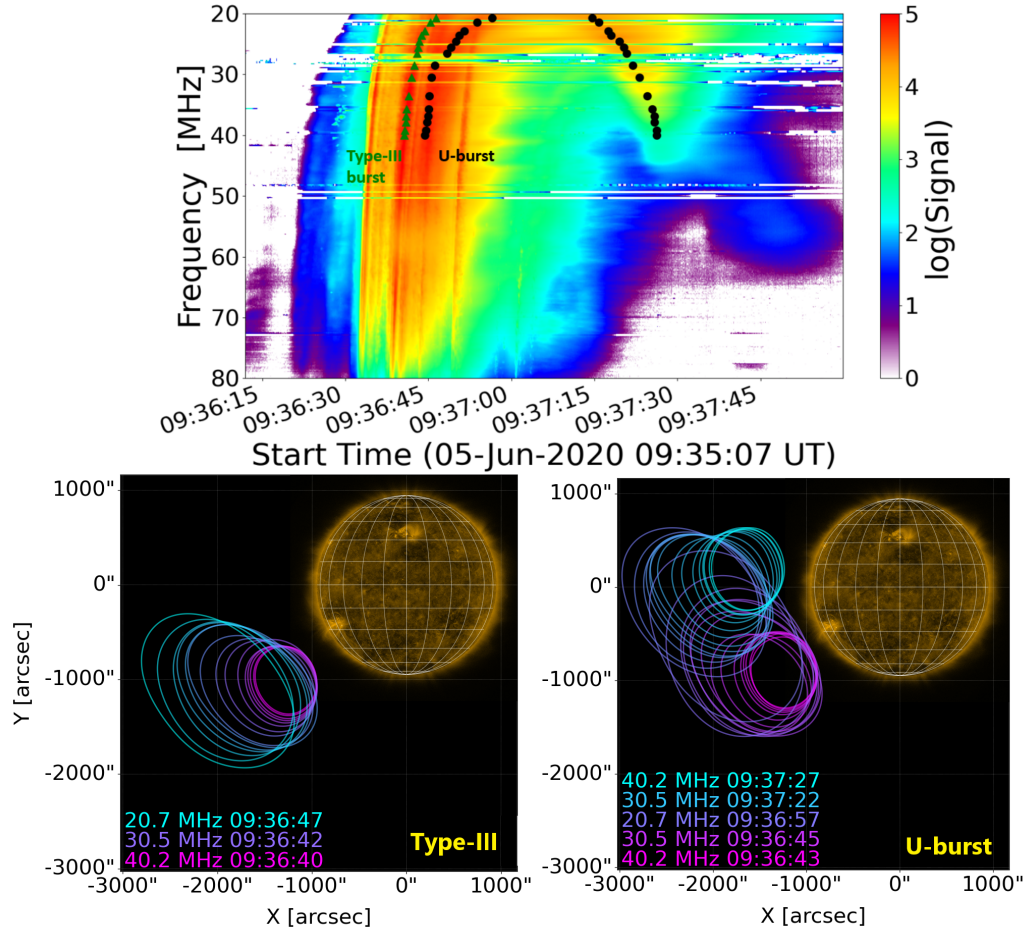 20
30
40
50
60
70
80
Frequency [MHz]
Type-III
burst
U-burst
5
4
3
2
1
0
log(Signal)
09:36:15
09:36:30
09:36:45
09:37:00
09:37:15
09:37:30
09:37:45
Start Time (05-Jun-2020 09:35:07 UT)
1000"
0"
-1000"
-2000"
-3000"
Y [arcsec]
20.7 MHz 09:36:47
30.5 MHz 09:36:42
40.2 MHz 09:36:40
Type-III
-3000"
-2000"
-1000"
0"
1000"
X [arcsec]
1000"
0"
-1000"
-2000"
-3000"
40.2 MHz 09:37:27
30.5 MHz 09:37:22
20.7 MHz 09:36:57
30.5 MHz 09:36:45
40.2 MHz 09:36:43
U-burst
-3000"
-2000"
-1000"
0"
1000"
X [arcsec]